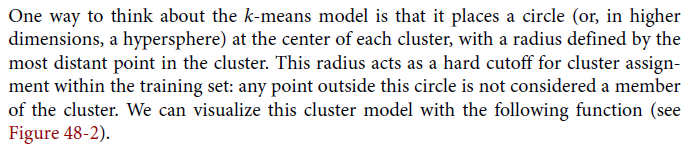 One way to think about the k-means model is that it places a circle (or, in higher
dimensions, a hypersphere) at the center of each cluster, with a radius defined by the
most distant point in the cluster. This radius acts as a hard cutoff for cluster assign-
ment within the training set: any point outside this circle is not considered a member
of the cluster. We can visualize this cluster model with the following function (see
Figure 48-2).